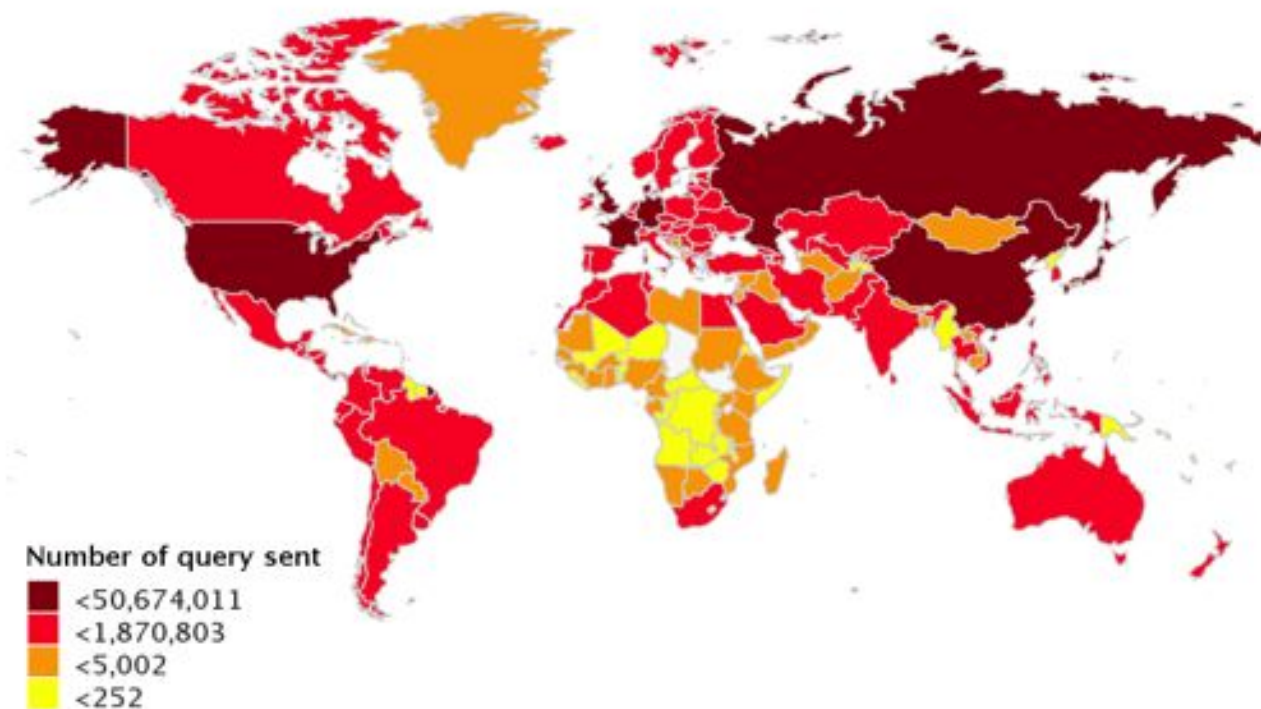 Number of query sent
<50,674,011
<1,870,803
<5,002
<252